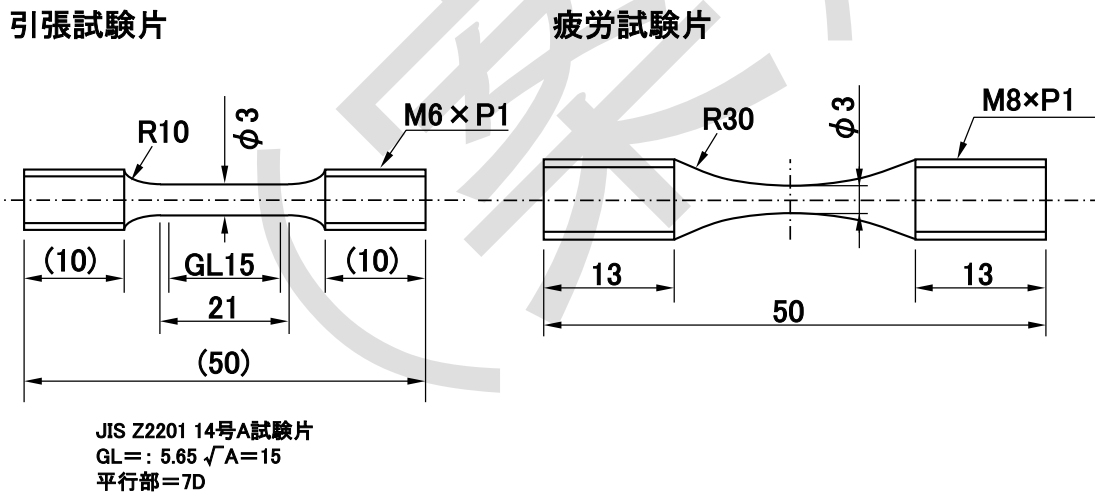 引張試験片
疲労試験片
R10
φ3
M6×P1
(10)
GL15
(10)
21
(50)
R30
φ3
M8×P1
13
13
50
JIS Z2201 14号A試験片
GL=: 5.65 √A=15
平行部=7D